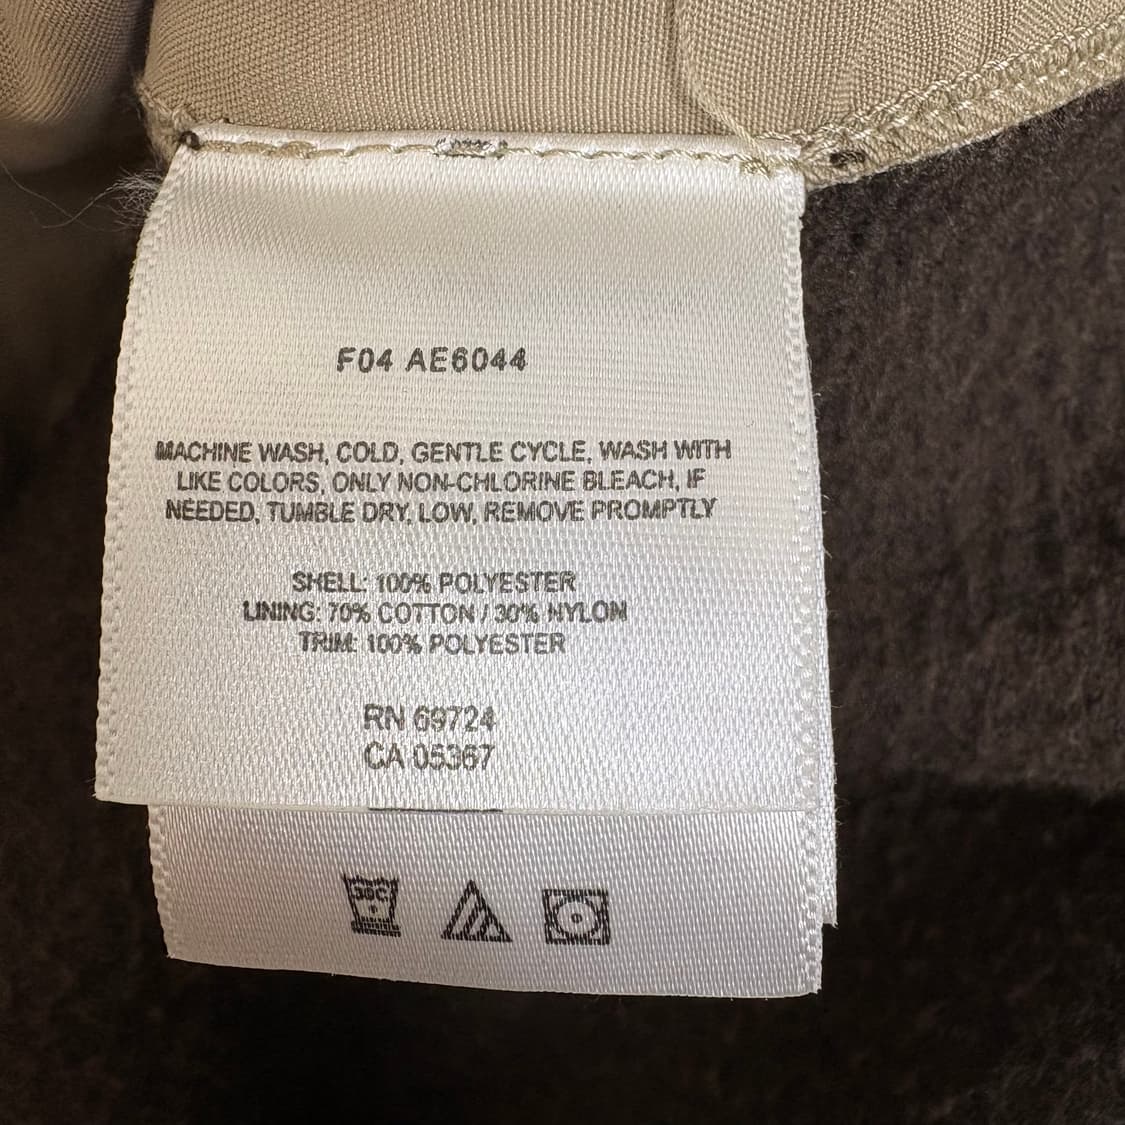 F04 AE6044
MACHINE WASH, COLD, GENTLE CYCLE, WASH WITH
LIKE COLORS, ONLY NON-CHLORINE BLEACH, IF
NEEDED, TUMBLE DRY, LOW, REMOVE PROMPTLY
SHELL: 100% POLYESTER
LINING: 70% COTTON / 30% NYLON
TRIM: 100% POLYESTER
RN 69724
CA 05367
30C